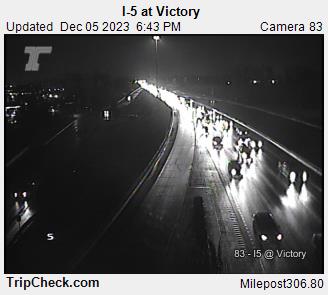 I-5 at Victory
Updated  Dec 05 2023  6:43 PM
Camera 83
T
S
83 - I5 @ Victory
TripCheck.com
Milepost306.80